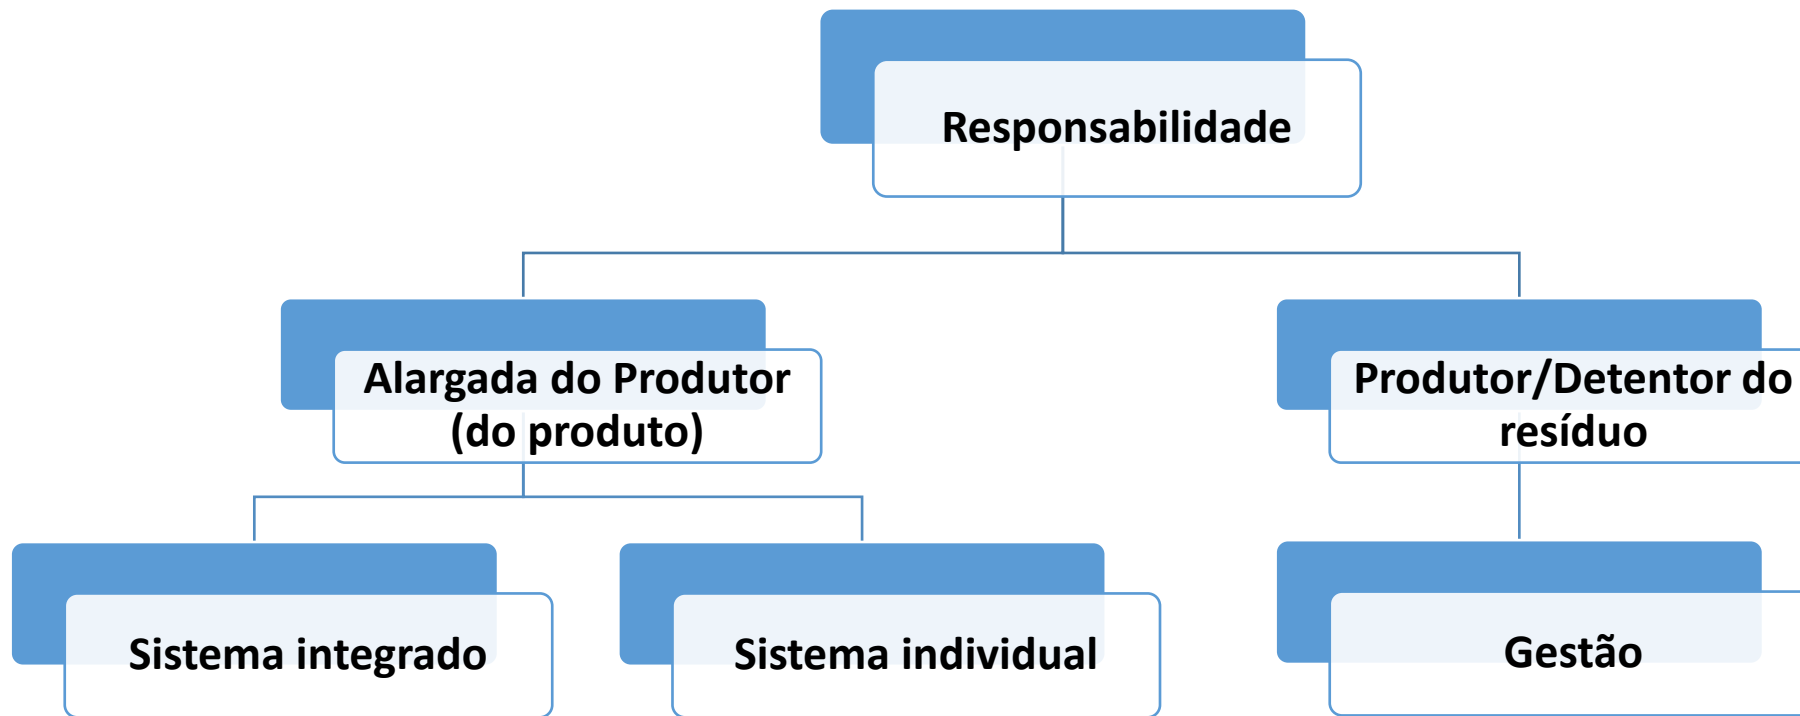 Responsabilidade
Alargada do Produtor
(do produto)
Produtor/Detentor do
resíduo
Sistema integrado
Sistema individual
Gestão